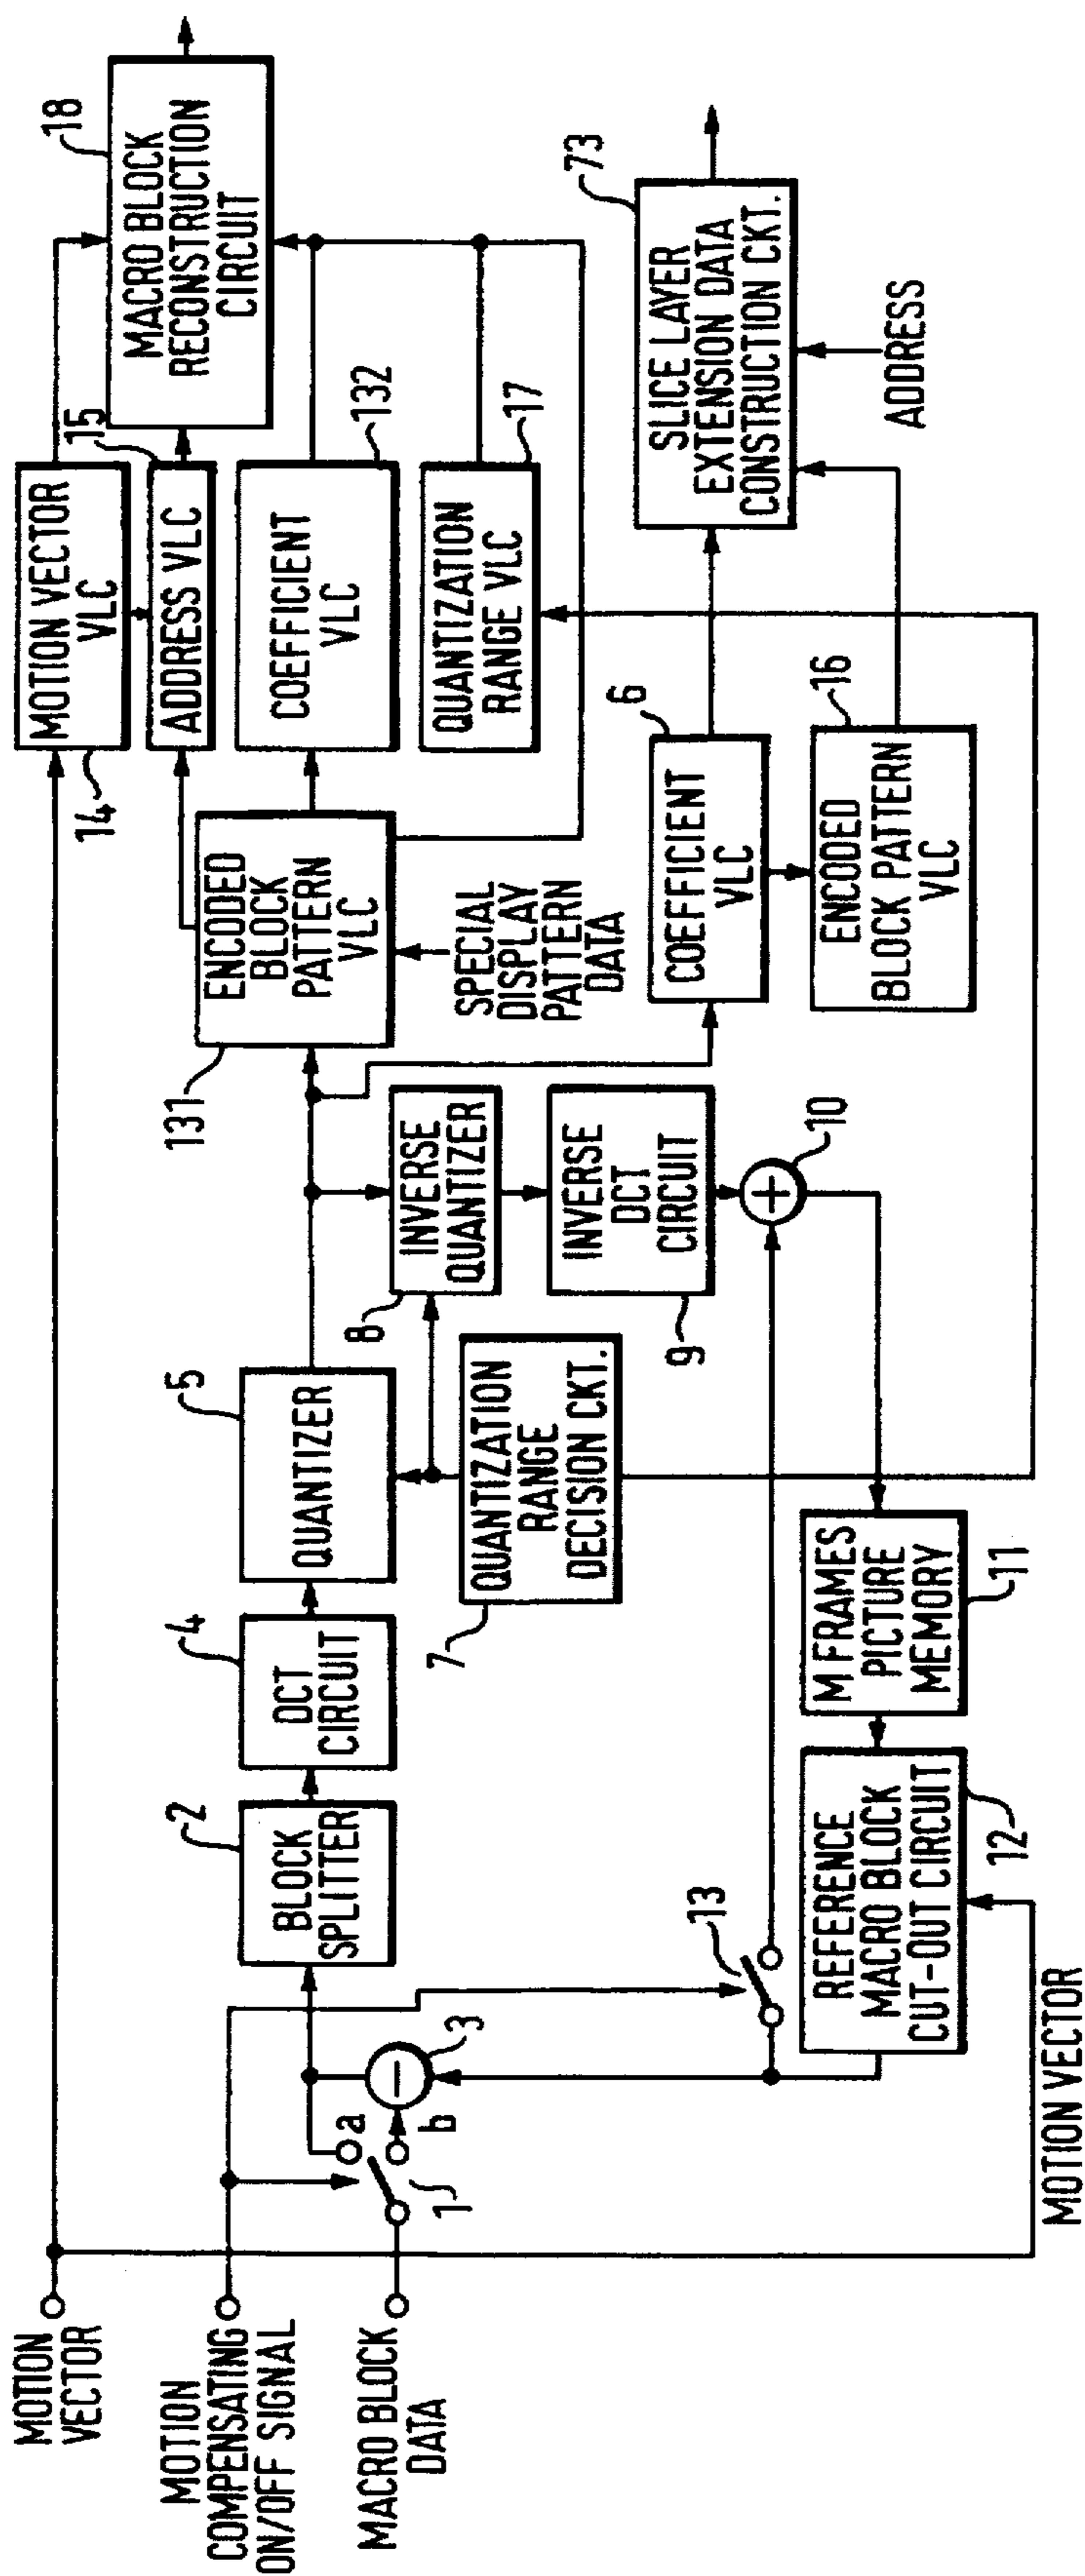 MOTION
VECTOR
MOTION
COMPENSATING
ON/OFF SIGNAL
MACRO BLOCK
DATA
1
a
b
3
2
BLOCK
SPLITTER
4
DCT
CIRCUIT
5
QUANTIZER
7
QUANTIZATION
RANGE
DECISION CKT.
8
INVERSE
QUANTIZER
9
INVERSE
DCT
CIRCUIT
10
13
11
M FRAMES
PICTURE
MEMORY
12
REFERENCE
MACRO BLOCK
CUT-OUT CIRCUIT
MOTION VECTOR
131
ENCODED
BLOCK
PATTERN
VLC
SPECIAL
DISPLAY
PATTERN
DATA
14
MOTION VECTOR
VLC
15
ADDRESS VLC
132
COEFFICIENT
VLC
17
QUANTIZATION
RANGE VLC
6
COEFFICIENT
VLC
16
ENCODED
BLOCK PATTERN
VLC
18
MACRO BLOCK
RECONSTRUCTION
CIRCUIT
73
SLICE LAYER
EXTENSION DATA
CONSTRUCTION CKT.
ADDRESS